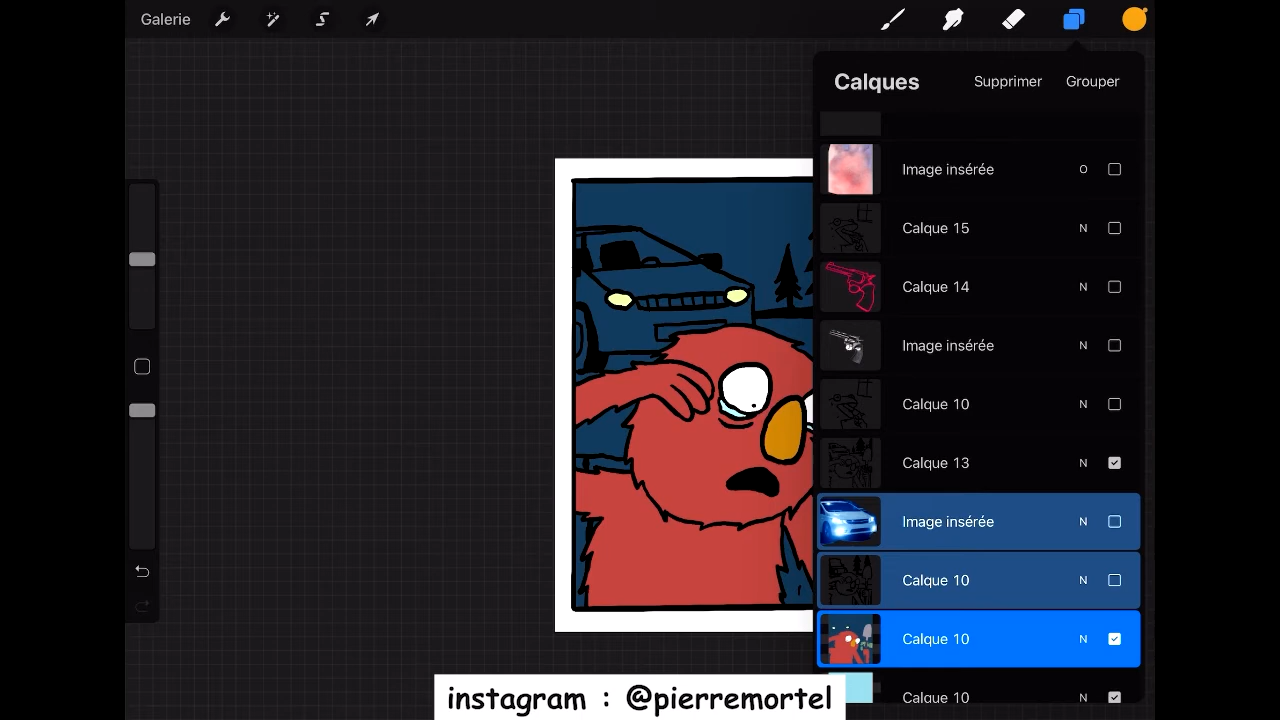 Galerie
Calques Supprimer Grouper
Image insérée O
Calque 15 N
Calque 14 N
Image insérée N
Calque 10 N
Calque 13 N
Image insérée N
Calque 10 N
Calque 10 N
Calque 10 N
instagram : @pierremortel